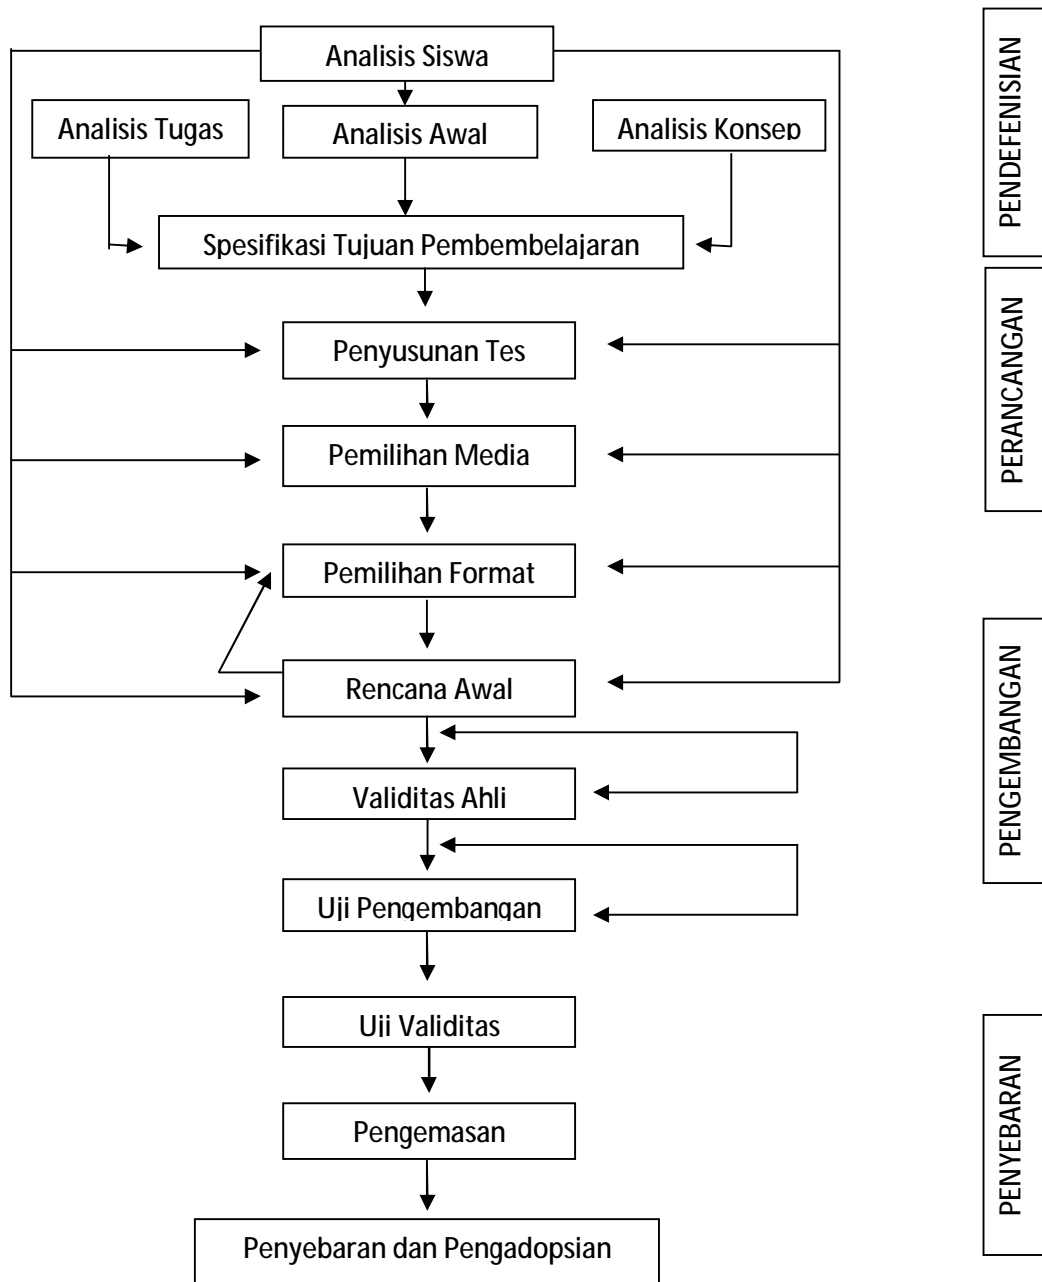 Analisis Siswa
Analisis Tugas
Analisis Awal
Analisis Konsep
Spesifikasi Tujuan Pembembelajaran
Penyusunan Tes
Pemilihan Media
Pemilihan Format
Rencana Awal
Validitas Ahli
Uji Pengembangan
Uji Validitas
Pengemasan
Penyebaran dan Pengadopsian
PENDEFENISIAN
PERANCANGAN
PENGEMBANGAN
PENYEBARAN